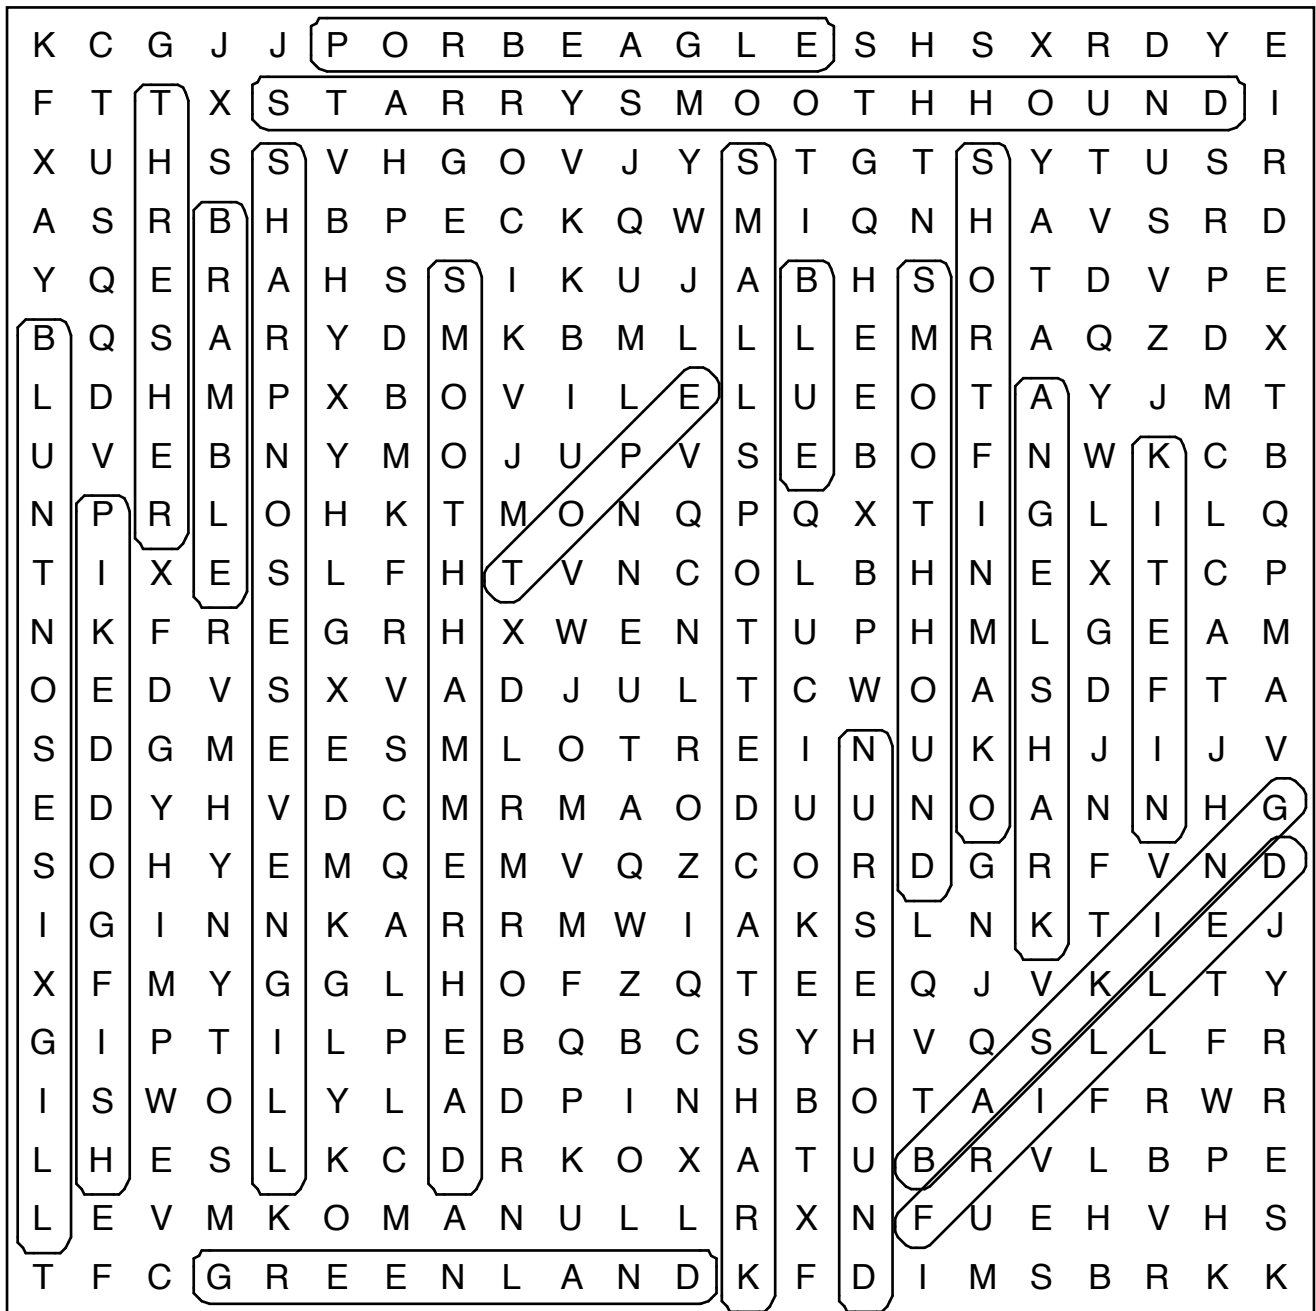 K C G J J P O R B E A G L E S H S X R D Y E
F T T X S T A R R Y S M O O T H H O U N D I
X U H S S V H G O V J Y S T G T S Y T U S R
A S R B H B P E C K Q W M I Q N H A V S R D
Y Q E R A H S S I K U J A B H S O T D V P E
B Q S A R Y D M K B M L L L E M R A Q Z D X
L D H M P X B O V I L E L U E O T A Y J M T
U V E B N Y M O J U P V S E B O F N W K C B
N P R L O H K T M O N Q P Q X T I G L I L Q
T I X E S L F H T V N C O L B H N E X T C P
N K F R E G R H X W E N T U P H M L G E A M
O E D V S X V A D J U L T C W O A S D F T A
S D G M E E S M L O T R E I N U K H J I J V
E D Y H V D C M R M A O D U U N O A N N H G
S O H Y E M Q E M V Q Z C O R D G R F V N D
I G I N N K A R R M W I A K S L N K T I E J
X F M Y G G L H O F Z Q T E E Q J V K L T Y
G I P T I L P E B Q B C S Y H V Q S L L F R
I S W O L Y L A D P I N H B O T A I F R W R
L H E S L K C D R K O X A T U B R V L B P E
L E V M K O M A N U L L R X N F U E H V H S
T F C G R E E N L A N D K F D I M S B R K K